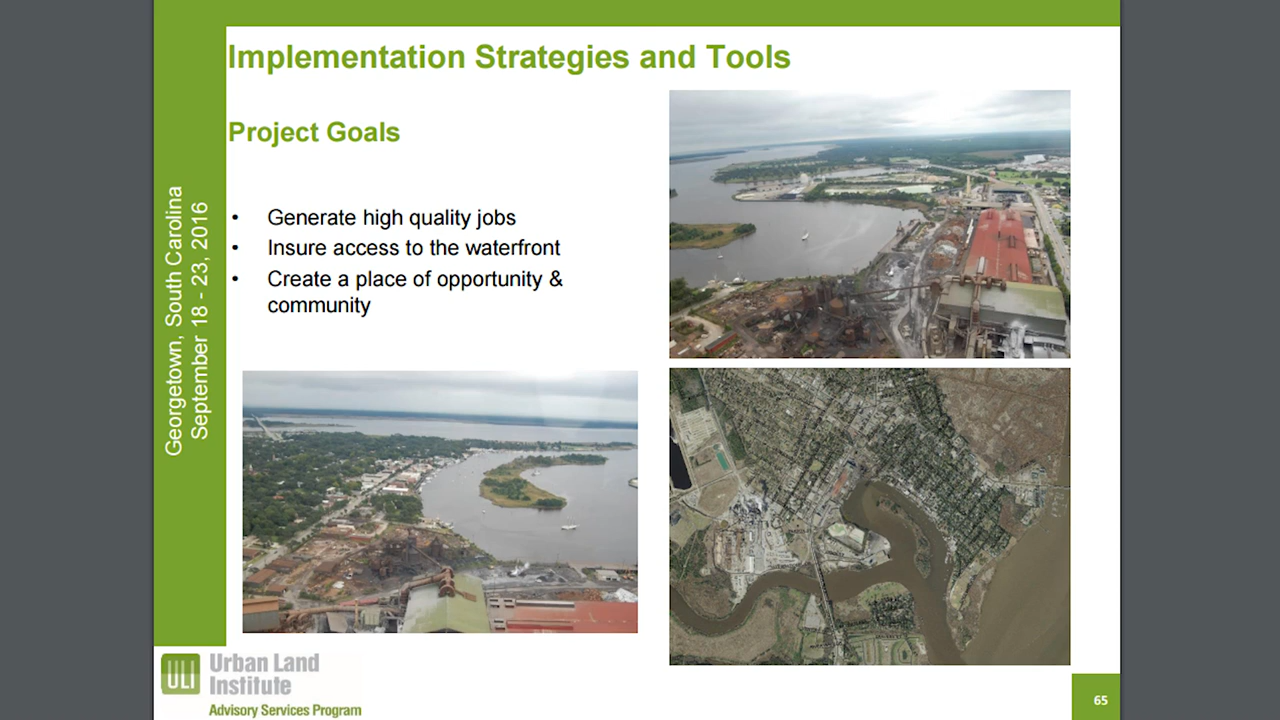 Implementation Strategies and Tools
Project Goals
• Generate high quality jobs
• Insure access to the waterfront
• Create a place of opportunity &
community
Georgetown, South Carolina
September 18 - 23, 2016
ULI
Urban Land
Institute
Advisory Services Program
65